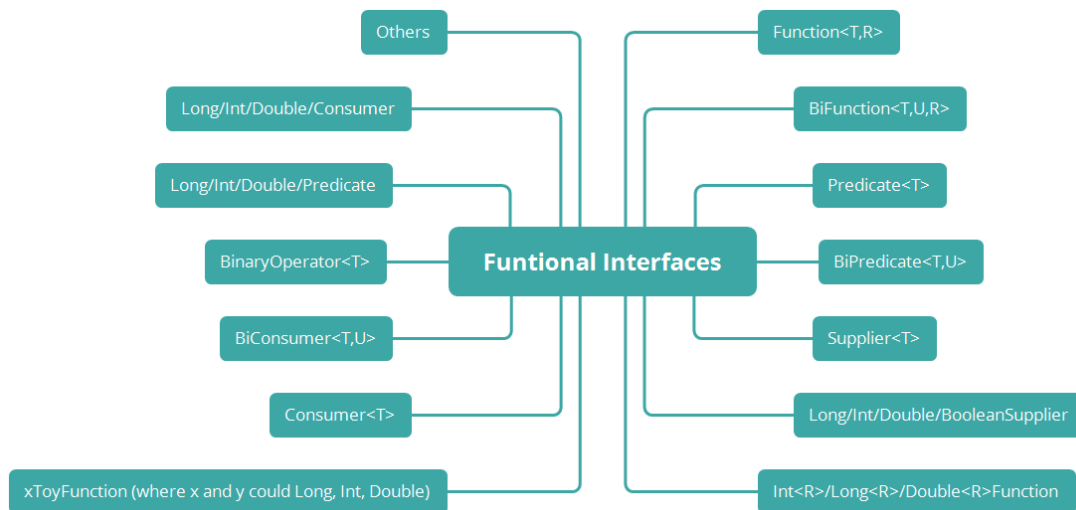 Others
Function<T,R>
Long/Int/Double/Consumer
BiFunction<T,U,R>
Long/Int/Double/Predicate
Predicate<T>
BinaryOperator<T>
Funtional Interfaces
BiPredicate<T,U>
BiConsumer<T,U>
Supplier<T>
Consumer<T>
Long/Int/Double/BooleanSupplier
xToyFunction (where x and y could Long, Int, Double)
Int<R>/Long<R>/Double<R>Function